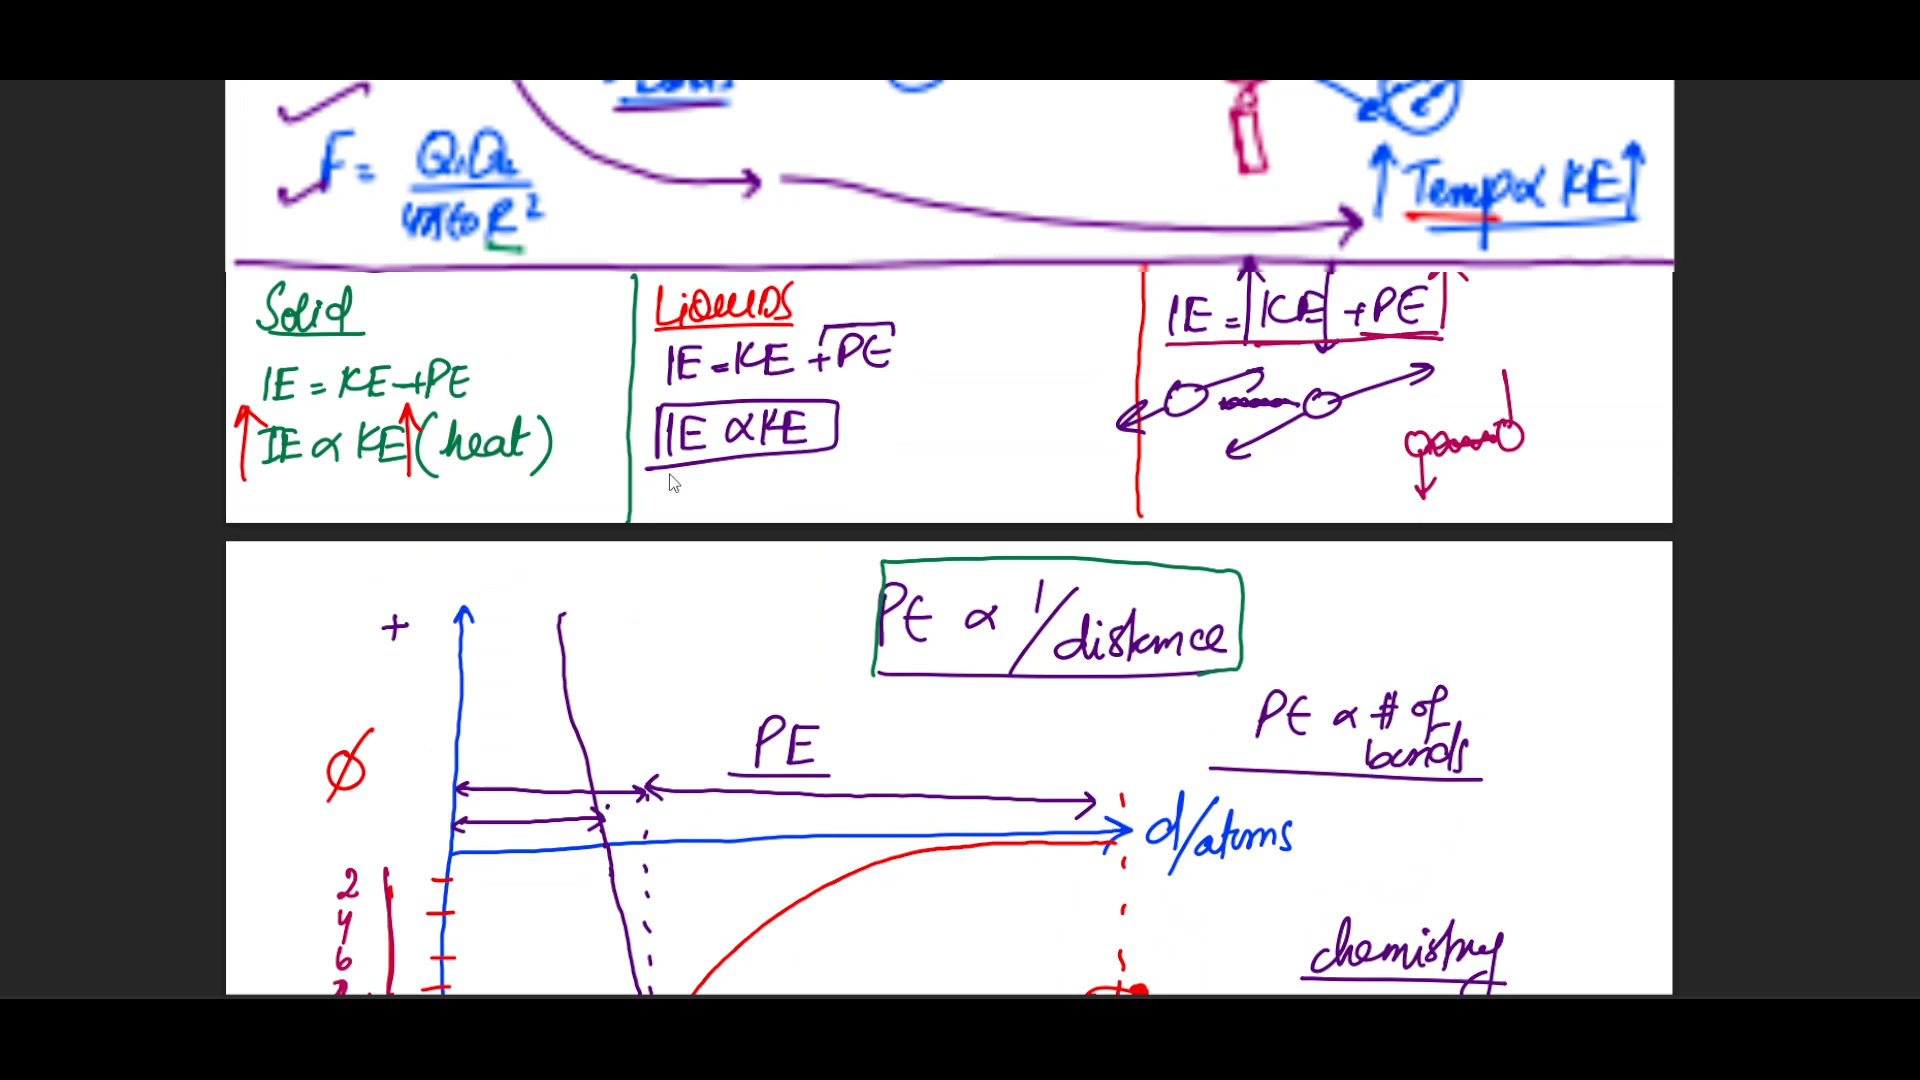 F = Q₁Q₂
4πε₀R²
↑ Temp ∝ KE ↑
Solid
IE = KE + PE
IE ∝ KE (heat)
LIQUIDS
IE = KE + PE
IE ∝ KE
IE = KE + PE
PE ∝ 1/distance
+
PE
PE ∝ # of
bonds
d/atoms
2
4
6
chemistry